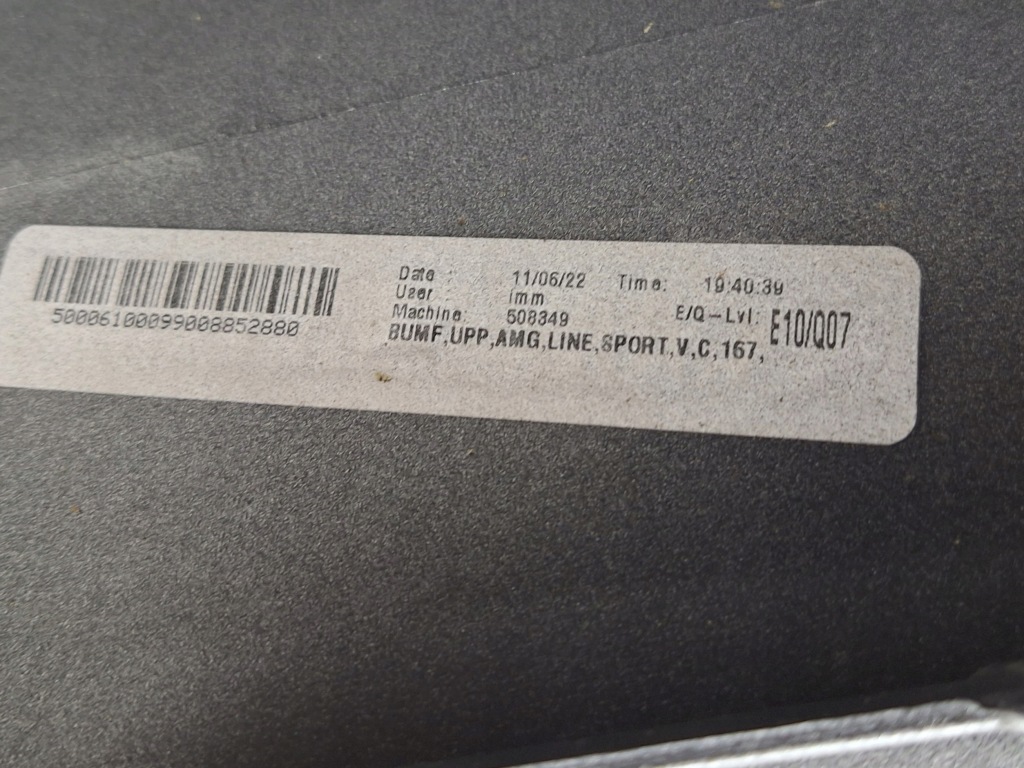 50006100099008852880
Date : 11/06/22 Time: 19:40:39
User imm
Machine: 508349 E/Q-Lvl: E10/Q07
BUMF,UPP,AMG,LINE,SPORT,V,C,167,